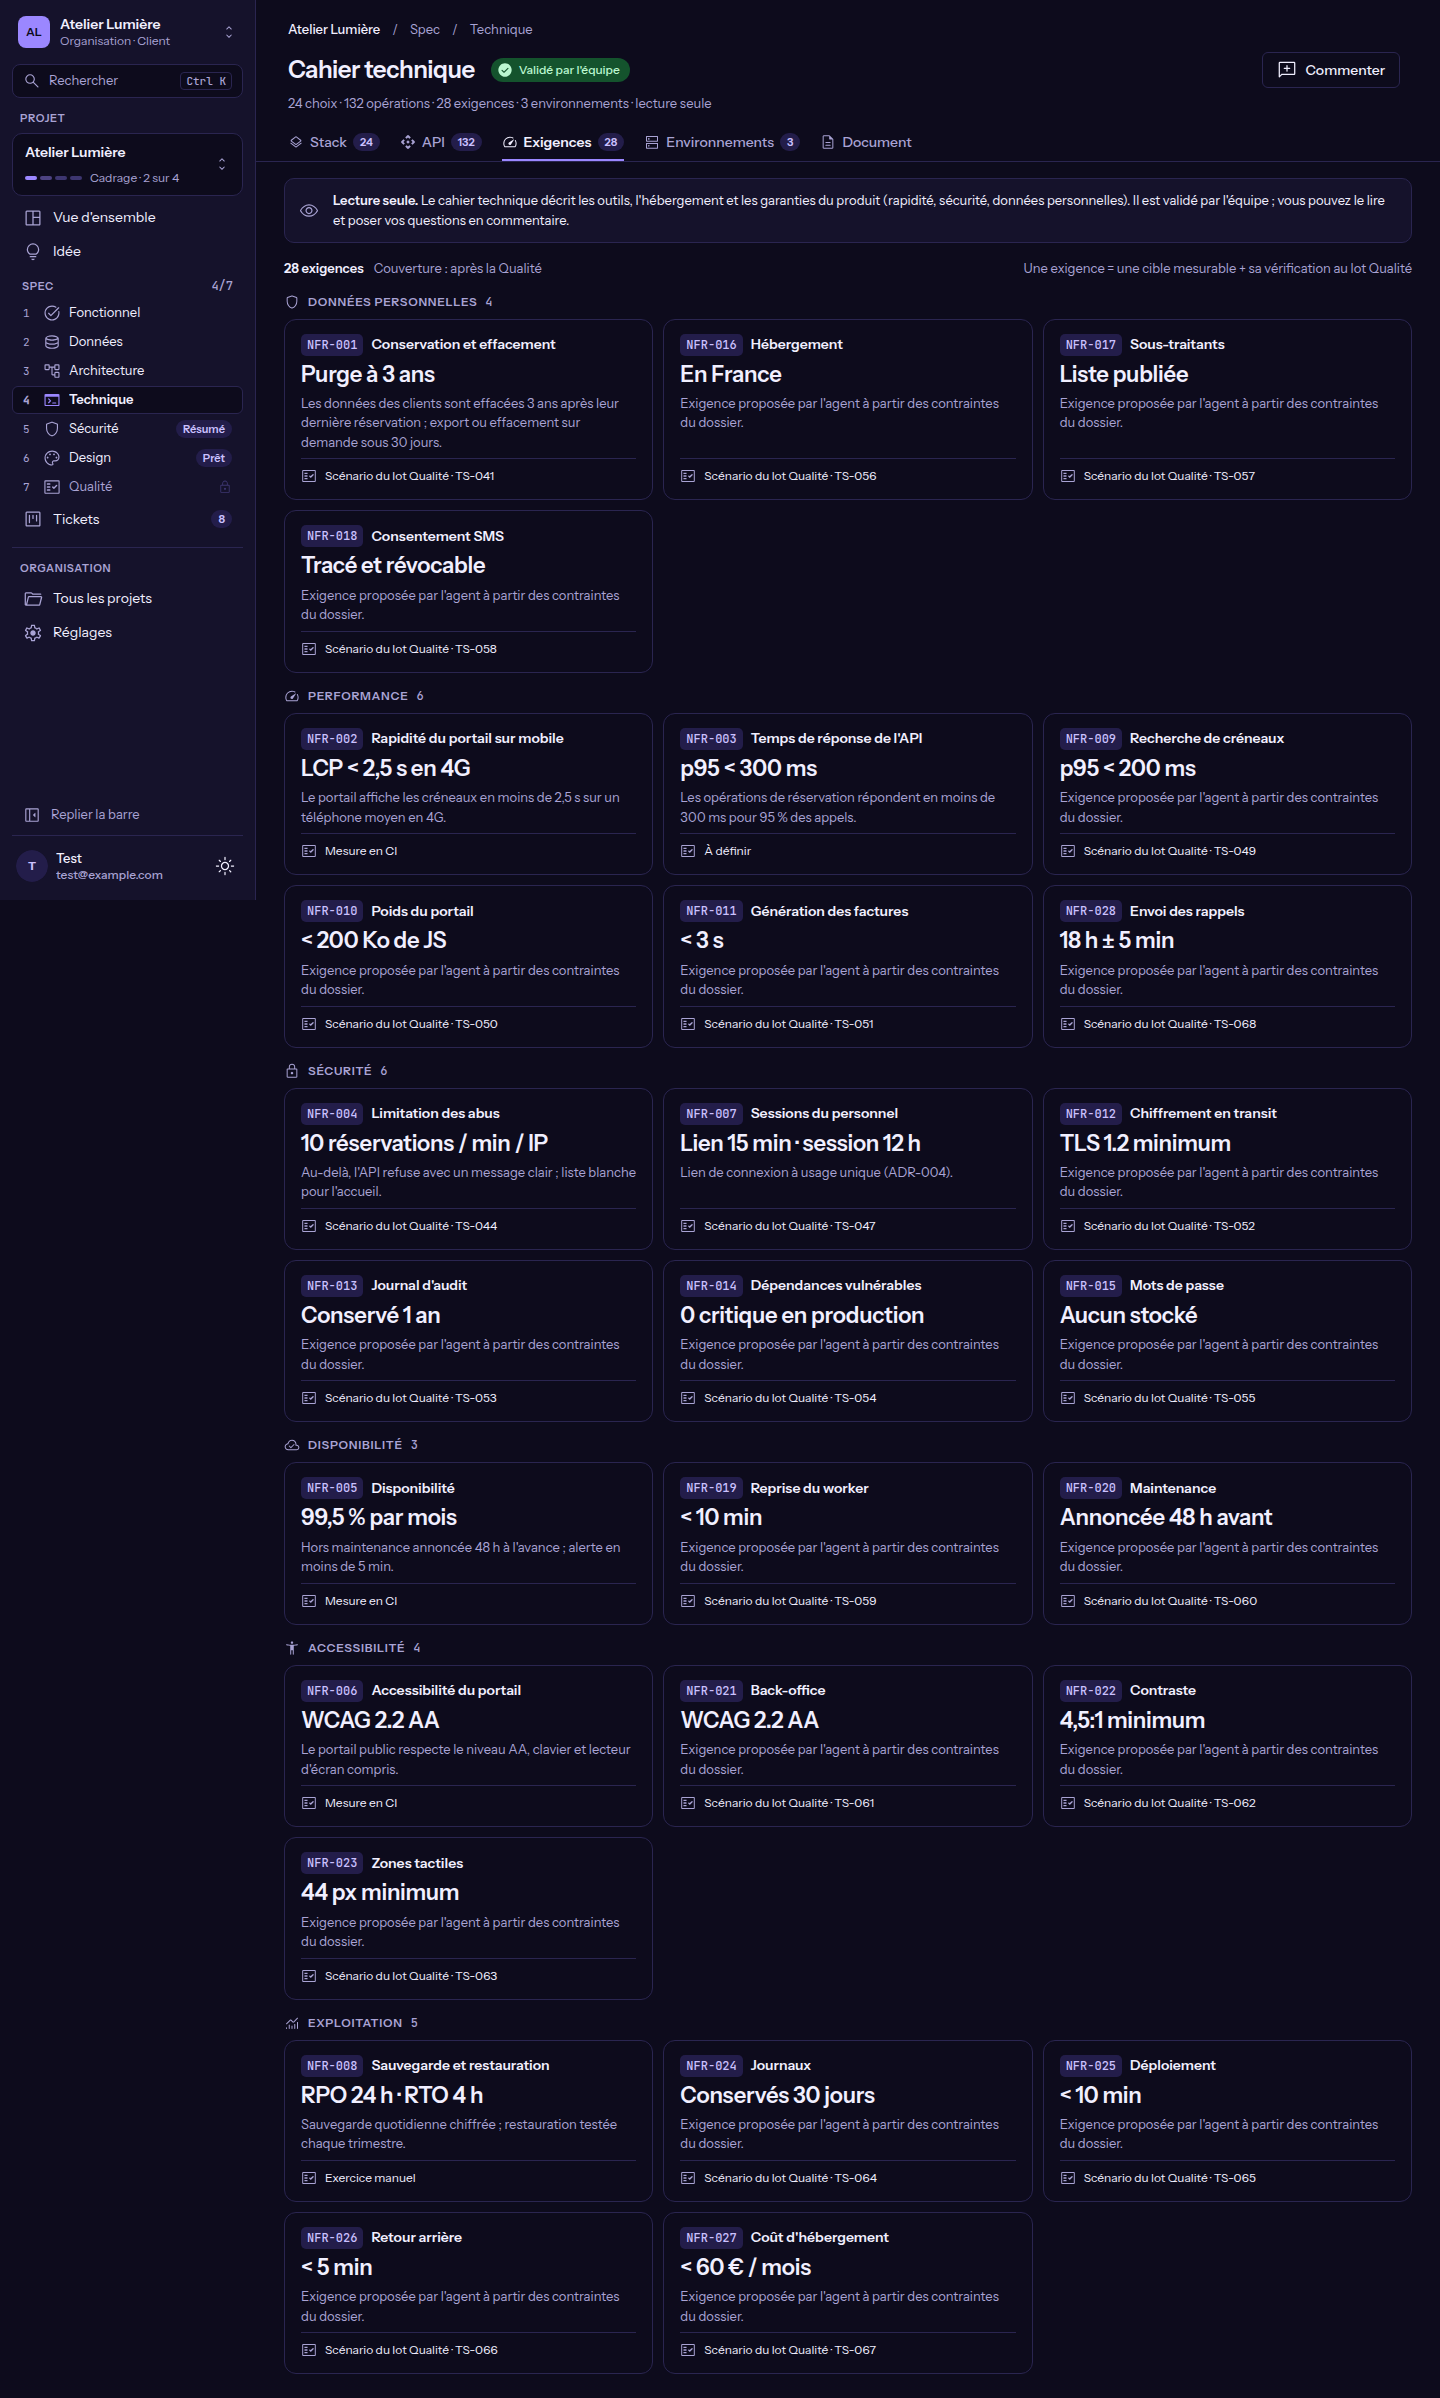 AL
Atelier Lumière
Organisation · Client
Rechercher
Ctrl K
PROJET
Atelier Lumière
Cadrage · 2 sur 4
Vue d'ensemble
Idée
SPEC 4/7
1 Fonctionnel
2 Données
3 Architecture
4 Technique
5 Sécurité Résumé
6 Design Prêt
7 Qualité
Tickets 8
ORGANISATION
Tous les projets
Réglages
Replier la barre
T
Test
test@example.com
Atelier Lumière / Spec / Technique
Cahier technique
Validé par l'équipe
Commenter
24 choix · 132 opérations · 28 exigences · 3 environnements · lecture seule
Stack 24
API 132
Exigences 28
Environnements 3
Document
Lecture seule. Le cahier technique décrit les outils, l'hébergement et les garanties du produit (rapidité, sécurité, données personnelles). Il est validé par l'équipe ; vous pouvez le lire
et poser vos questions en commentaire.
28 exigences Couverture : après la Qualité
Une exigence = une cible mesurable + sa vérification au lot Qualité
DONNÉES PERSONNELLES 4
NFR-001 Conservation et effacement
Purge à 3 ans
Les données des clients sont effacées 3 ans après leur
dernière réservation ; export ou effacement sur
demande sous 30 jours.
Scénario du lot Qualité · TS-041
NFR-016 Hébergement
En France
Exigence proposée par l'agent à partir des contraintes
du dossier.
Scénario du lot Qualité · TS-056
NFR-017 Sous-traitants
Liste publiée
Exigence proposée par l'agent à partir des contraintes
du dossier.
Scénario du lot Qualité · TS-057
NFR-018 Consentement SMS
Tracé et révocable
Exigence proposée par l'agent à partir des contraintes
du dossier.
Scénario du lot Qualité · TS-058
PERFORMANCE 6
NFR-002 Rapidité du portail sur mobile
LCP < 2,5 s en 4G
Le portail affiche les créneaux en moins de 2,5 s sur un
téléphone moyen en 4G.
Mesure en CI
NFR-003 Temps de réponse de l'API
p95 < 300 ms
Les opérations de réservation répondent en moins de
300 ms pour 95 % des appels.
À définir
NFR-009 Recherche de créneaux
p95 < 200 ms
Exigence proposée par l'agent à partir des contraintes
du dossier.
Scénario du lot Qualité · TS-049
NFR-010 Poids du portail
< 200 Ko de JS
Exigence proposée par l'agent à partir des contraintes
du dossier.
Scénario du lot Qualité · TS-050
NFR-011 Génération des factures
< 3 s
Exigence proposée par l'agent à partir des contraintes
du dossier.
Scénario du lot Qualité · TS-051
NFR-028 Envoi des rappels
18 h ± 5 min
Exigence proposée par l'agent à partir des contraintes
du dossier.
Scénario du lot Qualité · TS-068
SÉCURITÉ 6
NFR-004 Limitation des abus
10 réservations / min / IP
Au-delà, l'API refuse avec un message clair ; liste blanche
pour l'accueil.
Scénario du lot Qualité · TS-044
NFR-007 Sessions du personnel
Lien 15 min · session 12 h
Lien de connexion à usage unique (ADR-004).
Scénario du lot Qualité · TS-047
NFR-012 Chiffrement en transit
TLS 1.2 minimum
Exigence proposée par l'agent à partir des contraintes
du dossier.
Scénario du lot Qualité · TS-052
NFR-013 Journal d'audit
Conservé 1 an
Exigence proposée par l'agent à partir des contraintes
du dossier.
Scénario du lot Qualité · TS-053
NFR-014 Dépendances vulnérables
0 critique en production
Exigence proposée par l'agent à partir des contraintes
du dossier.
Scénario du lot Qualité · TS-054
NFR-015 Mots de passe
Aucun stocké
Exigence proposée par l'agent à partir des contraintes
du dossier.
Scénario du lot Qualité · TS-055
DISPONIBILITÉ 3
NFR-005 Disponibilité
99,5 % par mois
Hors maintenance annoncée 48 h à l'avance ; alerte en
moins de 5 min.
Mesure en CI
NFR-019 Reprise du worker
< 10 min
Exigence proposée par l'agent à partir des contraintes
du dossier.
Scénario du lot Qualité · TS-059
NFR-020 Maintenance
Annoncée 48 h avant
Exigence proposée par l'agent à partir des contraintes
du dossier.
Scénario du lot Qualité · TS-060
ACCESSIBILITÉ 4
NFR-006 Accessibilité du portail
WCAG 2.2 AA
Le portail public respecte le niveau AA, clavier et lecteur
d'écran compris.
Mesure en CI
NFR-021 Back-office
WCAG 2.2 AA
Exigence proposée par l'agent à partir des contraintes
du dossier.
Scénario du lot Qualité · TS-061
NFR-022 Contraste
4,5:1 minimum
Exigence proposée par l'agent à partir des contraintes
du dossier.
Scénario du lot Qualité · TS-062
NFR-023 Zones tactiles
44 px minimum
Exigence proposée par l'agent à partir des contraintes
du dossier.
Scénario du lot Qualité · TS-063
EXPLOITATION 5
NFR-008 Sauvegarde et restauration
RPO 24 h · RTO 4 h
Sauvegarde quotidienne chiffrée ; restauration testée
chaque trimestre.
Exercice manuel
NFR-024 Journaux
Conservés 30 jours
Exigence proposée par l'agent à partir des contraintes
du dossier.
Scénario du lot Qualité · TS-064
NFR-025 Déploiement
< 10 min
Exigence proposée par l'agent à partir des contraintes
du dossier.
Scénario du lot Qualité · TS-065
NFR-026 Retour arrière
< 5 min
Exigence proposée par l'agent à partir des contraintes
du dossier.
Scénario du lot Qualité · TS-066
NFR-027 Coût d'hébergement
< 60 € / mois
Exigence proposée par l'agent à partir des contraintes
du dossier.
Scénario du lot Qualité · TS-067